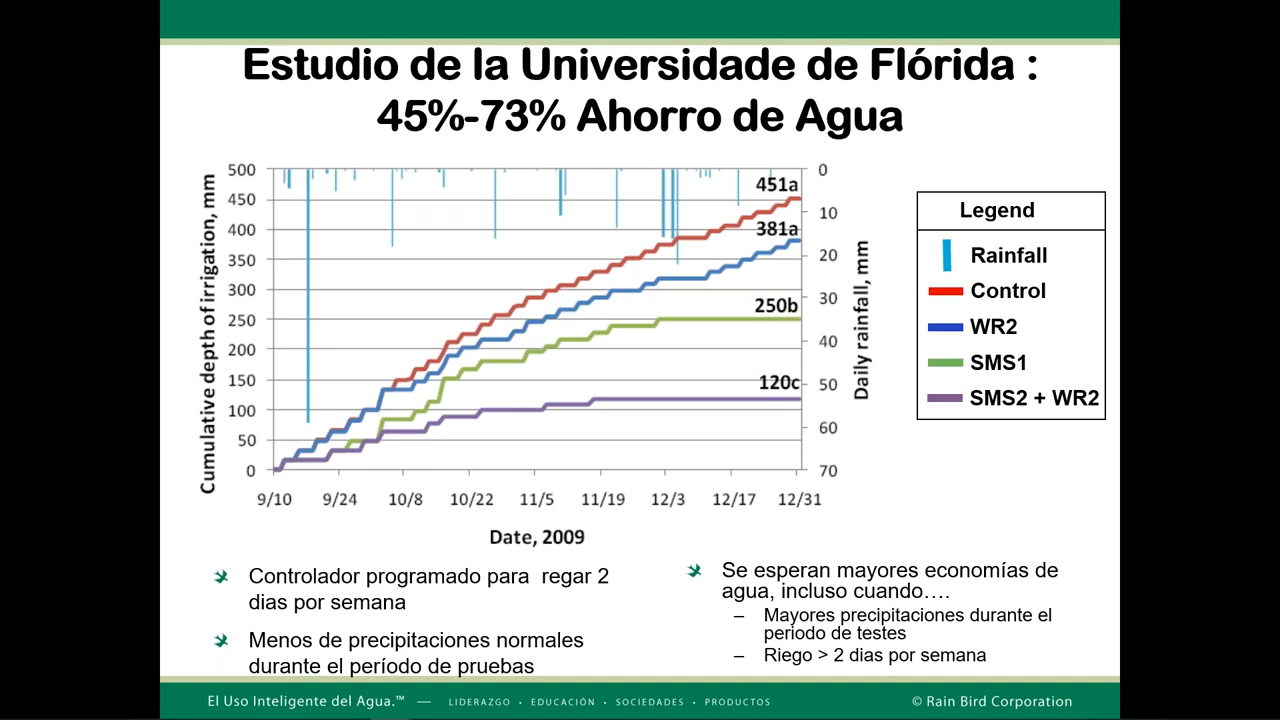 Estudio de la Universidade de Flórida :
45%-73% Ahorro de Agua
Cumulative depth of irrigation, mm
500
450
400
350
300
250
200
150
100
50
0
451a
381a
250b
120c
0
10
20
30
40
50
60
70
Daily rainfall, mm
9/10 9/24 10/8 10/22 11/5 11/19 12/3 12/17 12/31
Date, 2009
Legend
Rainfall
Control
WR2
SMS1
SMS2 + WR2
Controlador programado para regar 2
dias por semana
Menos de precipitaciones normales
durante el período de pruebas
Se esperan mayores economías de
agua, incluso cuando….
– Mayores precipitaciones durante el
periodo de testes
– Riego > 2 dias por semana
El Uso Inteligente del Agua.™ — LIDERAZGO • EDUCACIÓN • SOCIEDADES • PRODUCTOS
© Rain Bird Corporation